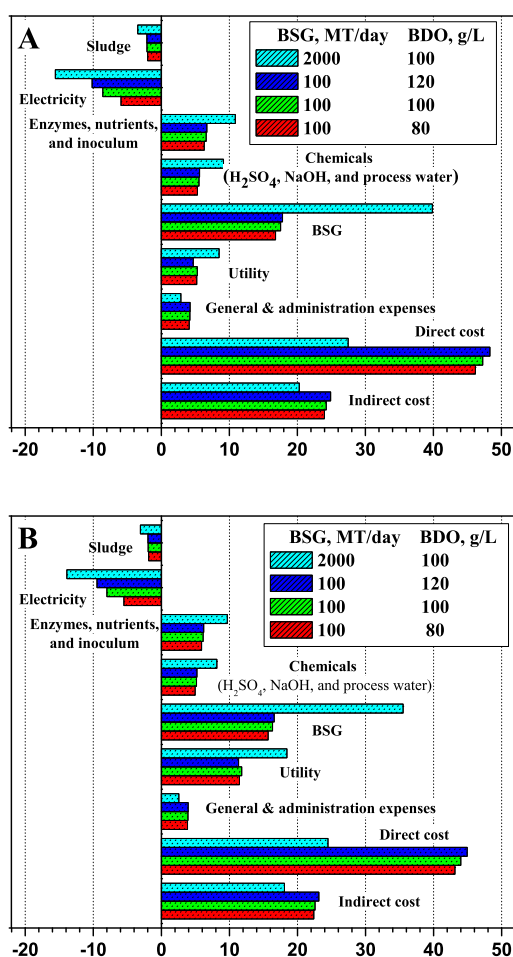 A
BSG, MT/day BDO, g/L
2000 100
100 120
100 100
100 80
Sludge
Electricity
Enzymes, nutrients,
and inoculum
Chemicals
(H₂SO₄, NaOH, and process water)
BSG
Utility
General & administration expenses
Direct cost
Indirect cost
-20 -10 0 10 20 30 40 50
B
BSG, MT/day BDO, g/L
2000 100
100 120
100 100
100 80
Sludge
Electricity
Enzymes, nutrients,
and inoculum
Chemicals
(H₂SO₄, NaOH, and process water)
BSG
Utility
General & administration expenses
Direct cost
Indirect cost
-20 -10 0 10 20 30 40 50